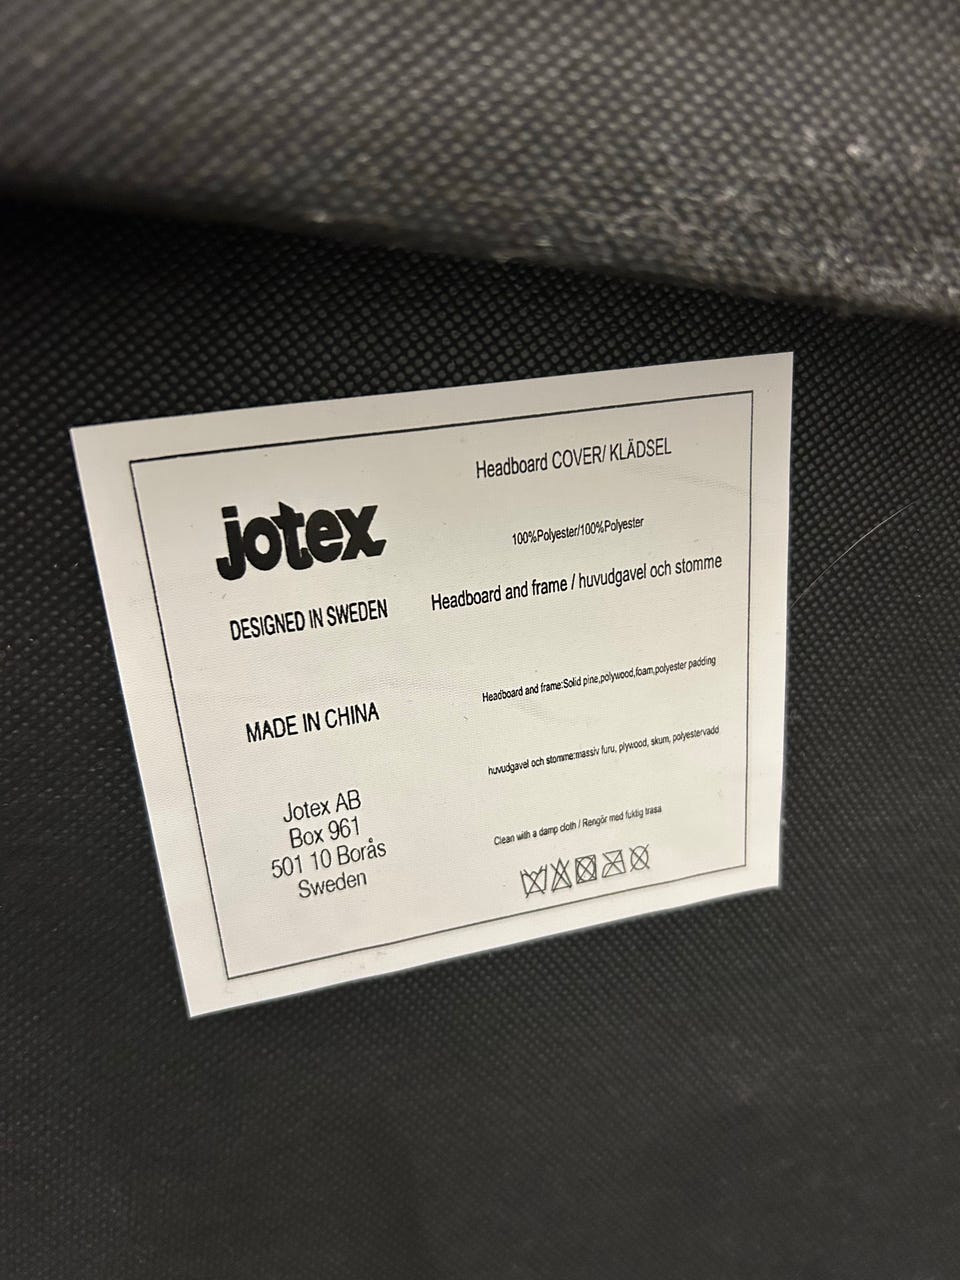 jotex
DESIGNED IN SWEDEN
MADE IN CHINA
Jotex AB
Box 961
501 10 Borås
Sweden
Headboard COVER/ KLÄDSEL
100%Polyester/100%Polyester
Headboard and frame / huvudgavel och stomme
Headboard and frame:Solid pine,polywood,foam,polyester padding
huvudgavel och stomme:massiv furu, plywood, skum, polyestervadd
Clean with a damp cloth / Rengör med fuktig trasa